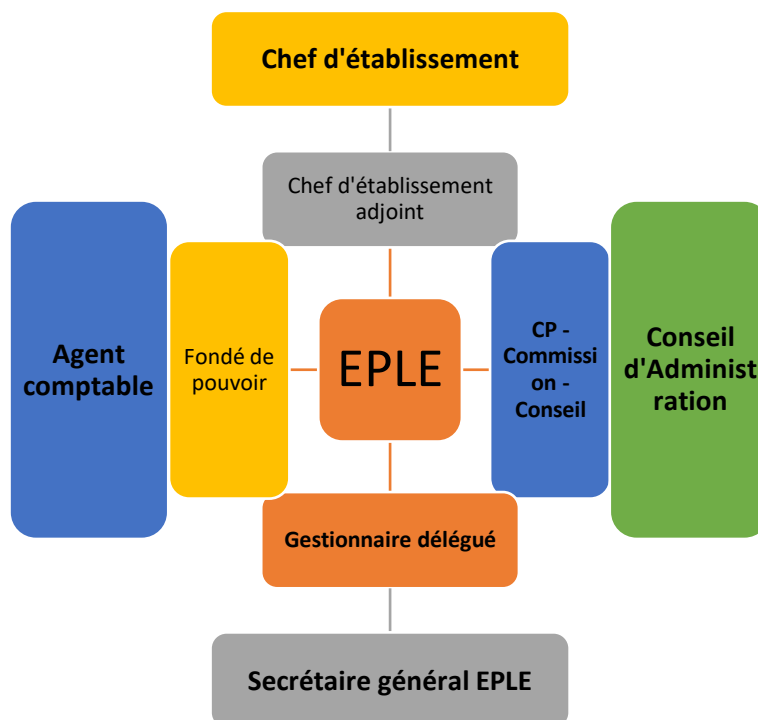 Chef d'établissement
Chef d'établissement
adjoint
Agent
comptable
Fondé de
pouvoir
EPLE
CP -
Commissi
on -
Conseil
Conseil
d'Administ
ration
Gestionnaire délégué
Secrétaire général EPLE